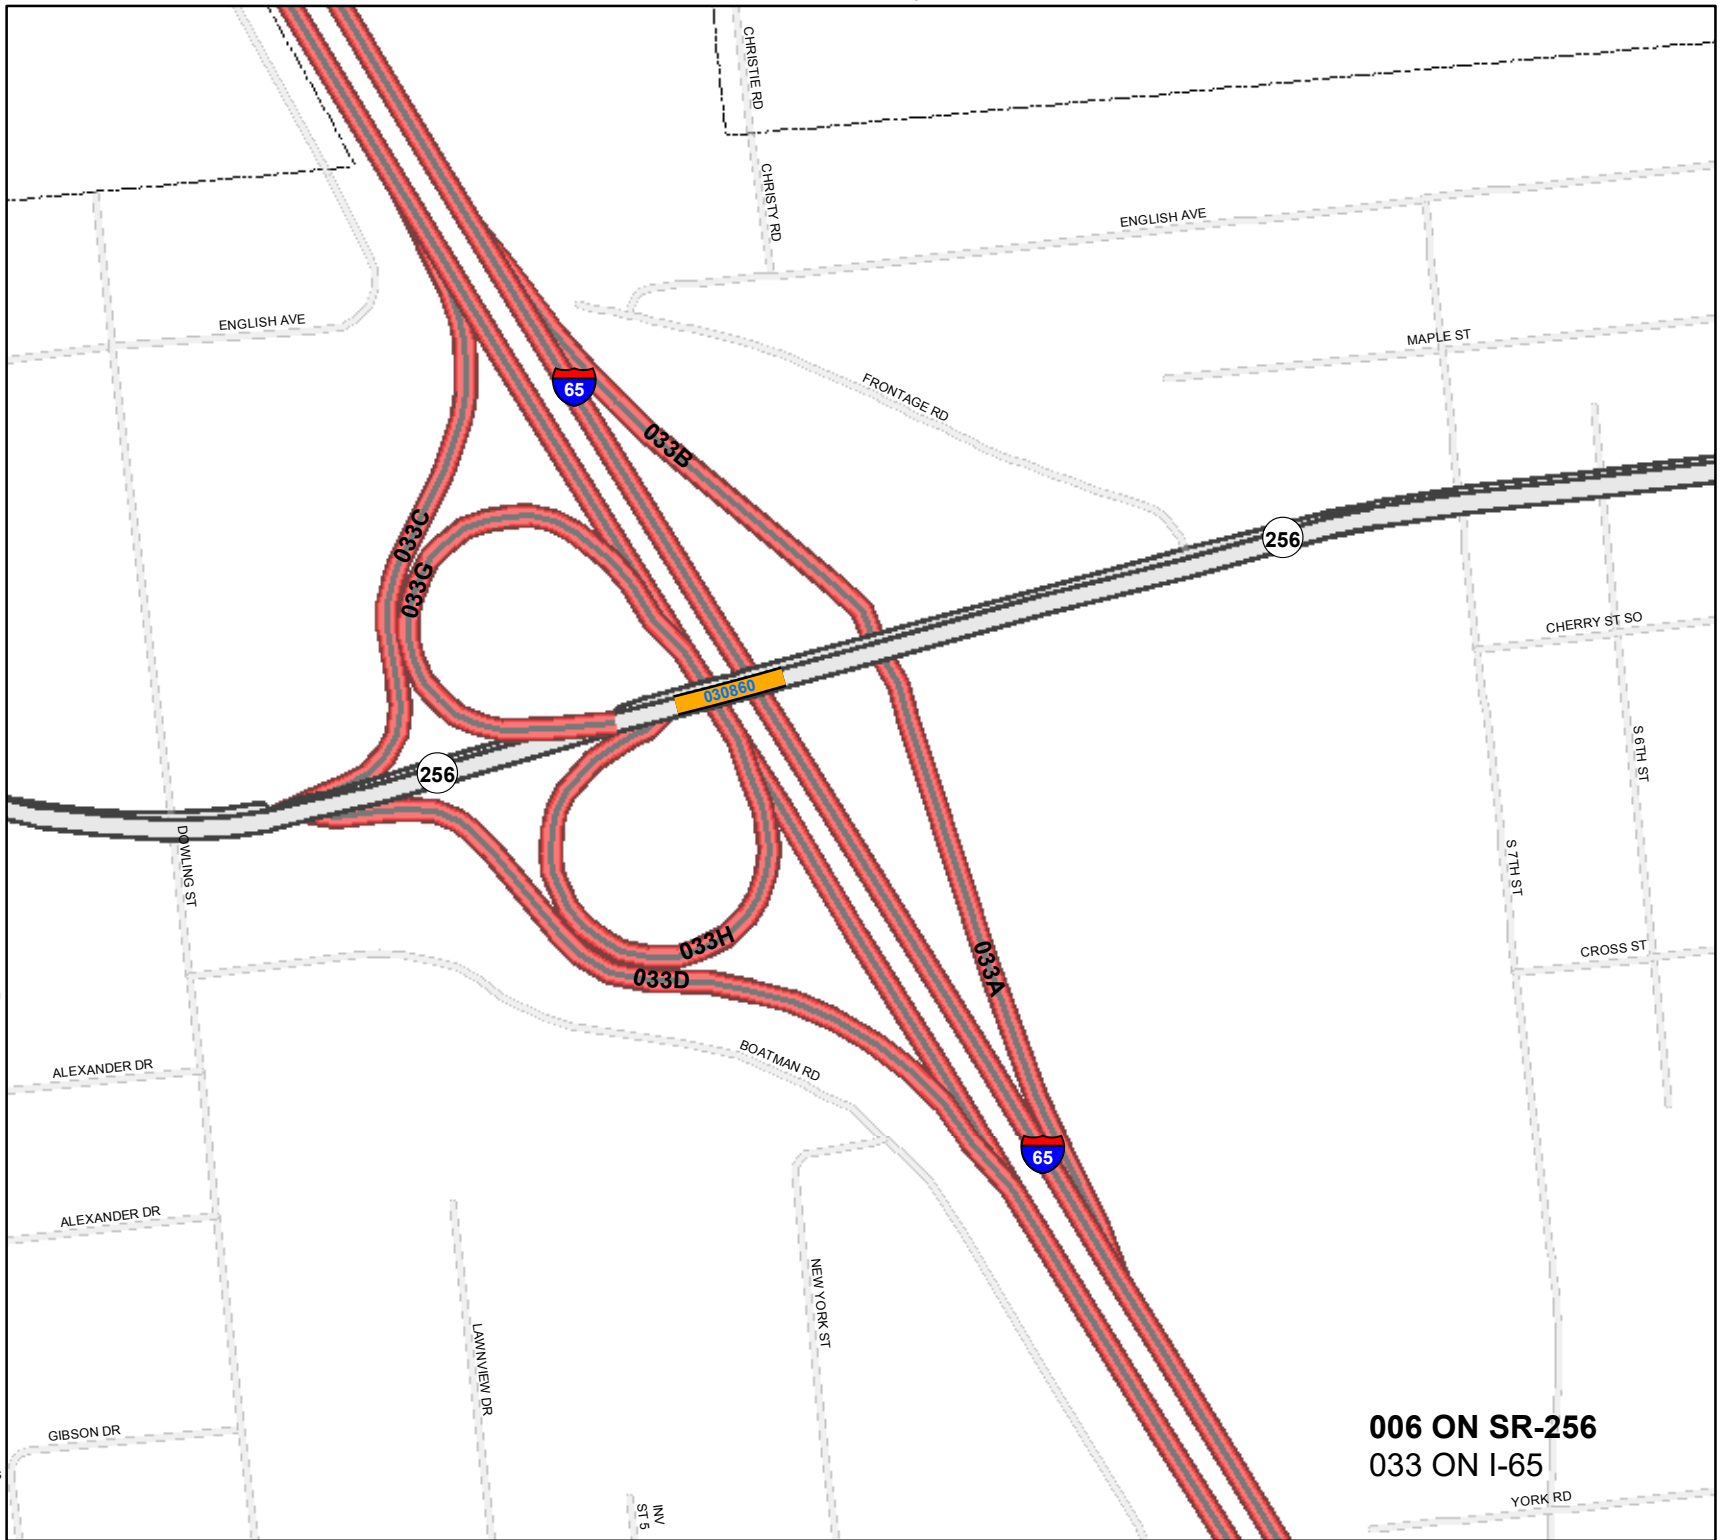 CHRISTIE RD
CHRISTY RD
ENGLISH AVE
ENGLISH AVE
MAPLE ST
65
FRONTAGE RD
033B
033C
256
033G
CHERRY ST SO
030860
S 6TH ST
256
DOWLING ST
S 7TH ST
033H
CROSS ST
033A
033D
BOATMAN RD
ALEXANDER DR
65
ALEXANDER DR
NEW YORK ST
LAWNVIEW DR
GIBSON DR
006 ON SR-256
033 ON I-65
YORK RD
INV
ST 5